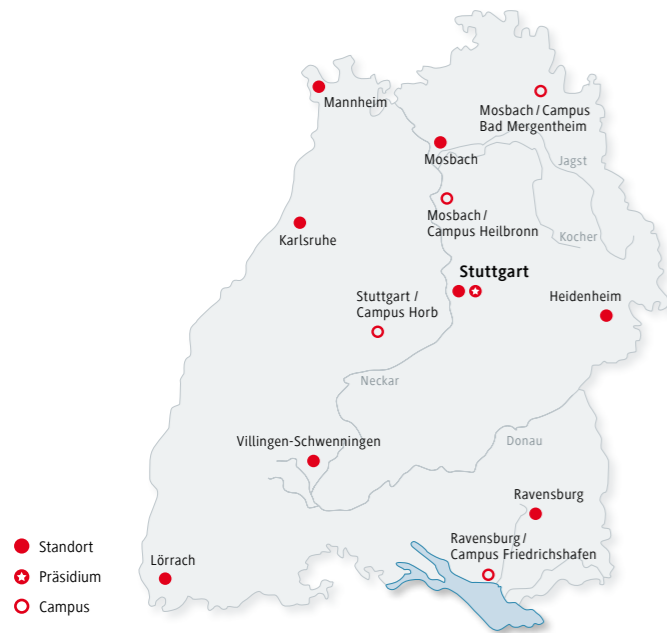 Mannheim
Mosbach / Campus
Bad Mergentheim
Mosbach
Jagst
Mosbach /
Campus Heilbronn
Karlsruhe
Kocher
Stuttgart
Stuttgart /
Campus Horb
Heidenheim
Neckar
Villingen-Schwenningen
Donau
Ravensburg
Ravensburg /
Campus Friedrichshafen
Lörrach
Standort
Präsidium
Campus